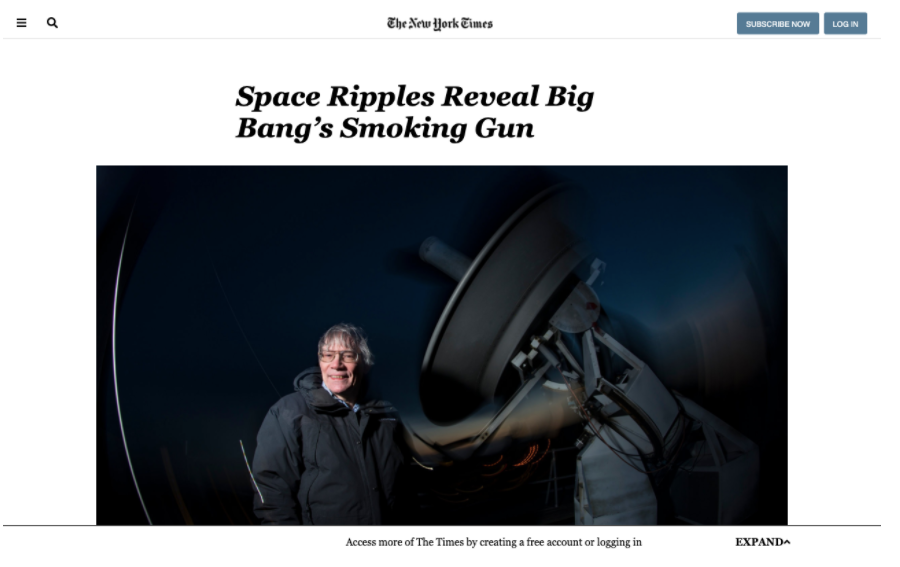 The New York Times
SUBSCRIBE NOW
LOG IN
Space Ripples Reveal Big
Bang’s Smoking Gun
Access more of The Times by creating a free account or logging in
EXPAND